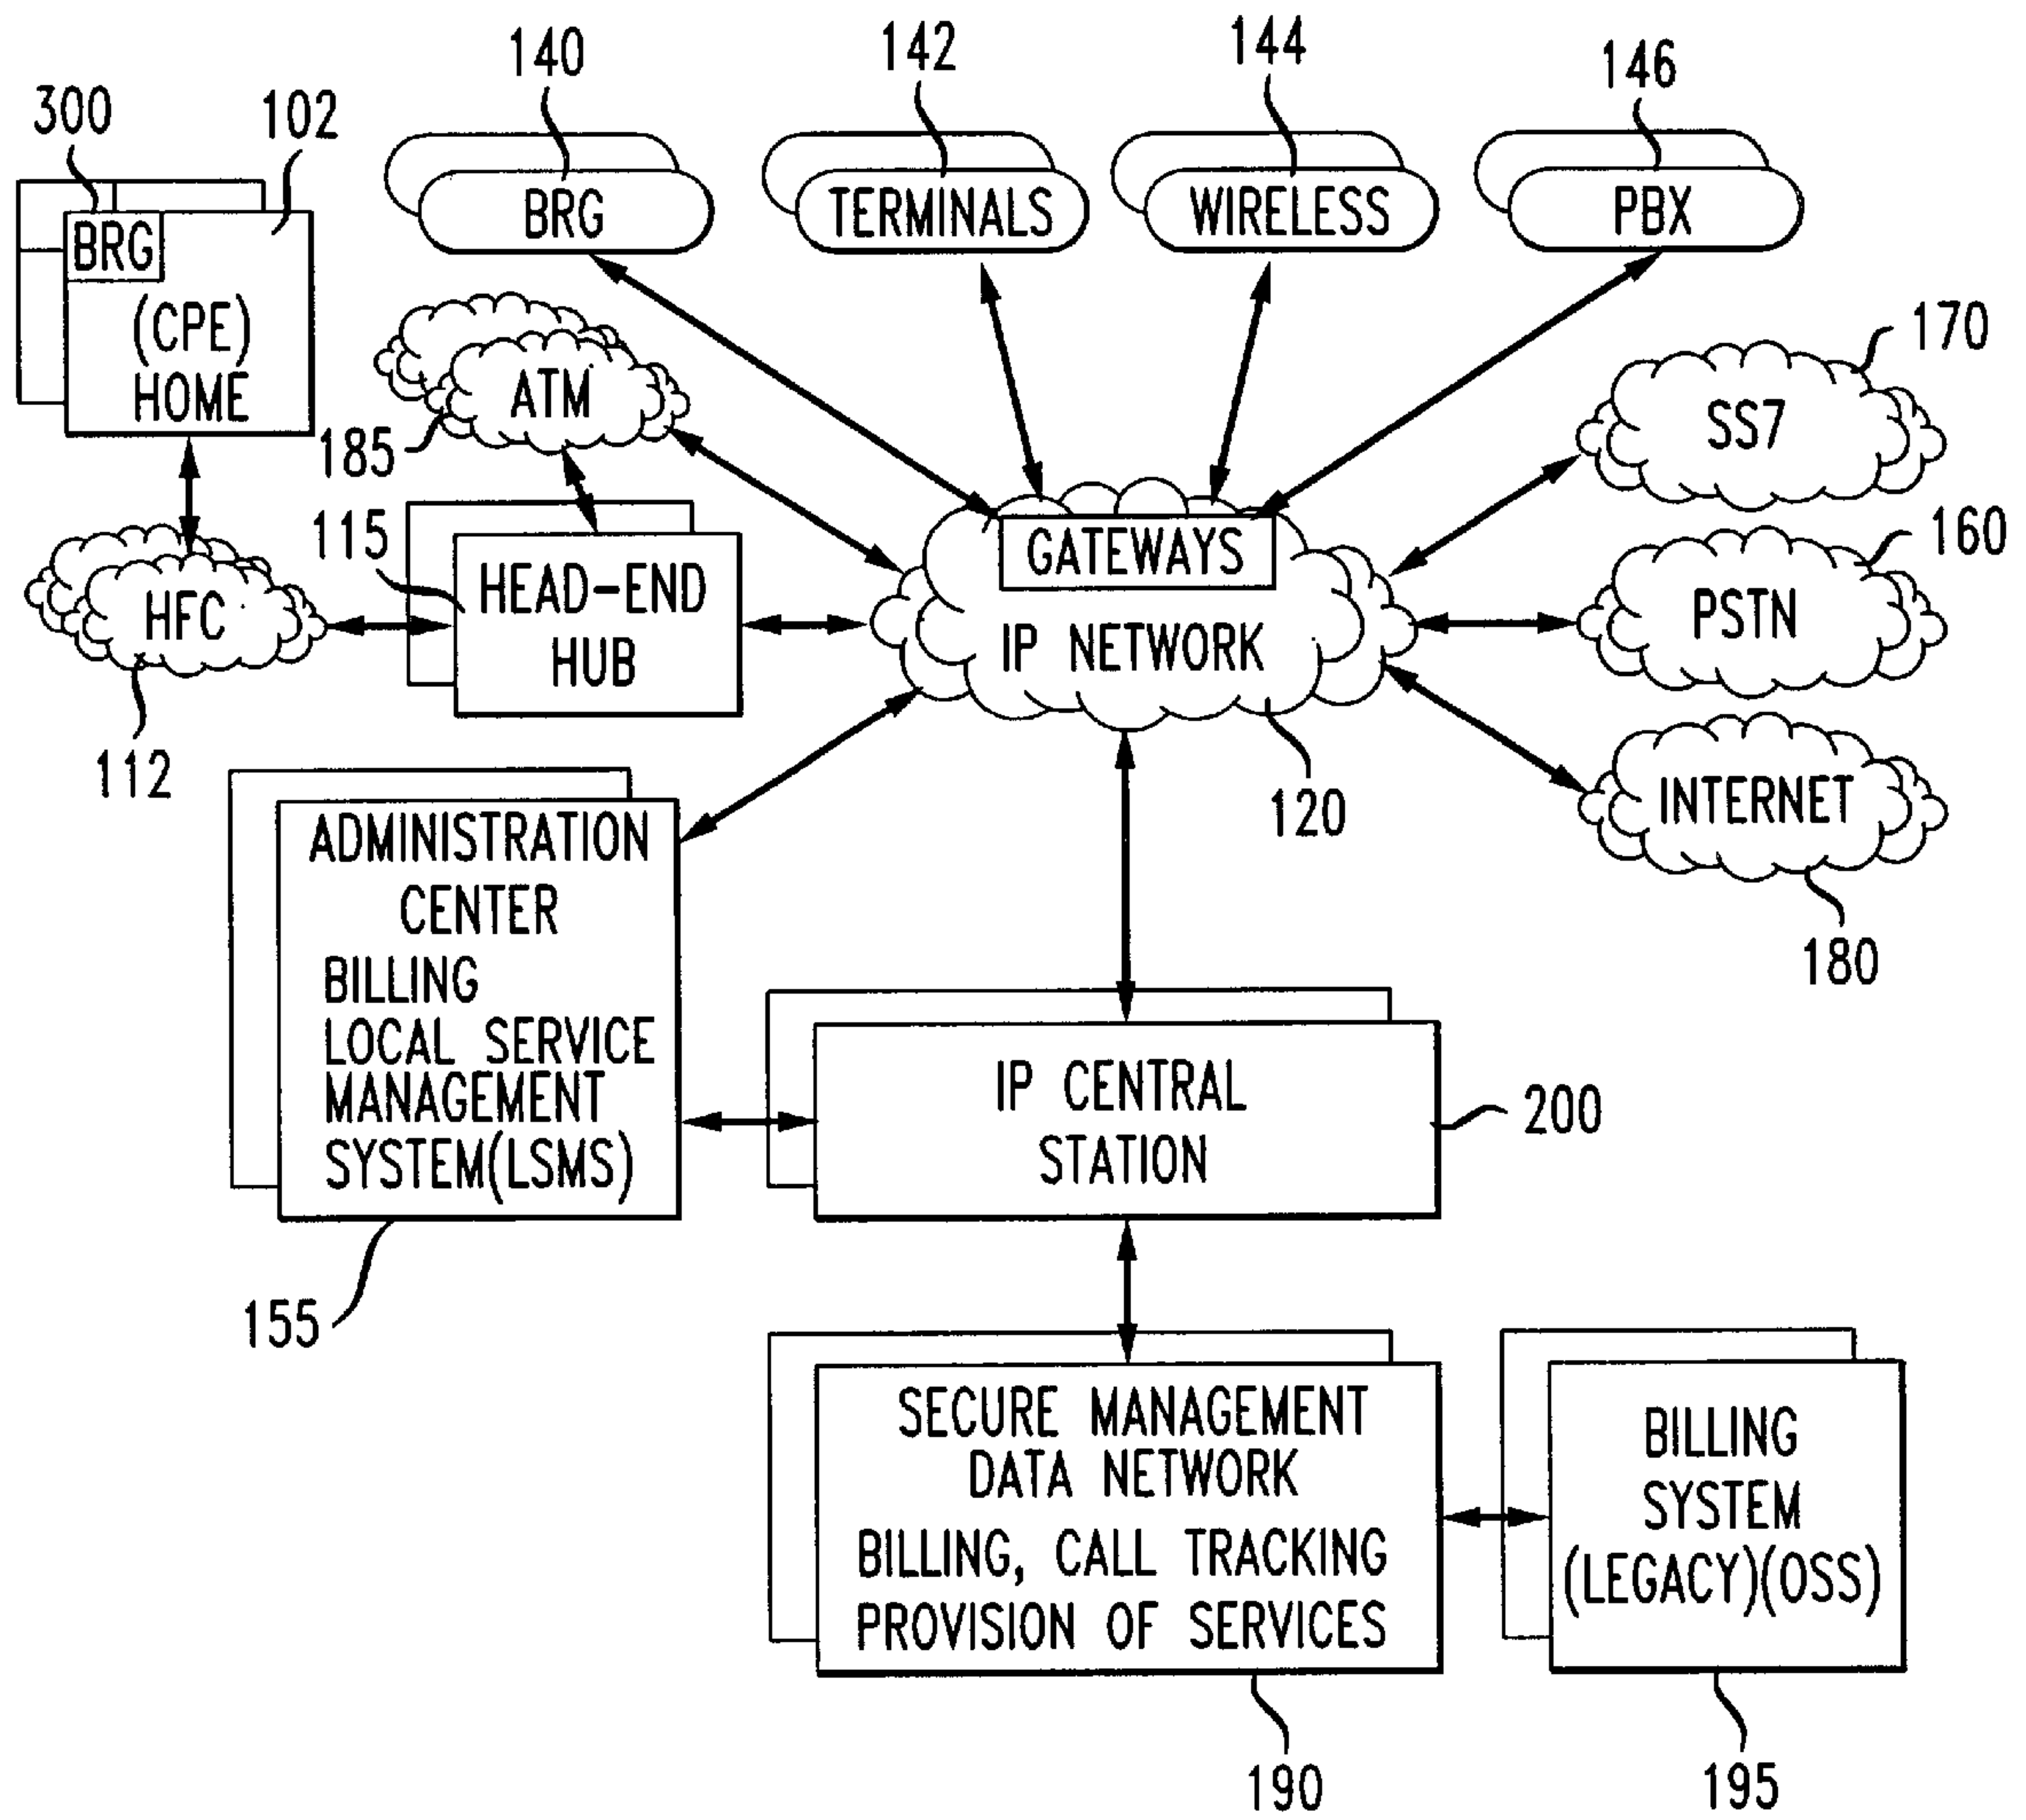 140
142
144
146
300
102
BRG
TERMINALS
WIRELESS
PBX
BRG
(CPE)
HOME
ATM
185
170
SS7
115
GATEWAYS
160
HFC
HEAD-END
HUB
IP NETWORK
PSTN
112
120
INTERNET
180
ADMINISTRATION
CENTER
BILLING
LOCAL SERVICE
MANAGEMENT
SYSTEM(LSMS)
155
IP CENTRAL
STATION
200
SECURE MANAGEMENT
DATA NETWORK
BILLING, CALL TRACKING
PROVISION OF SERVICES
190
BILLING
SYSTEM
(LEGACY)(OSS)
195